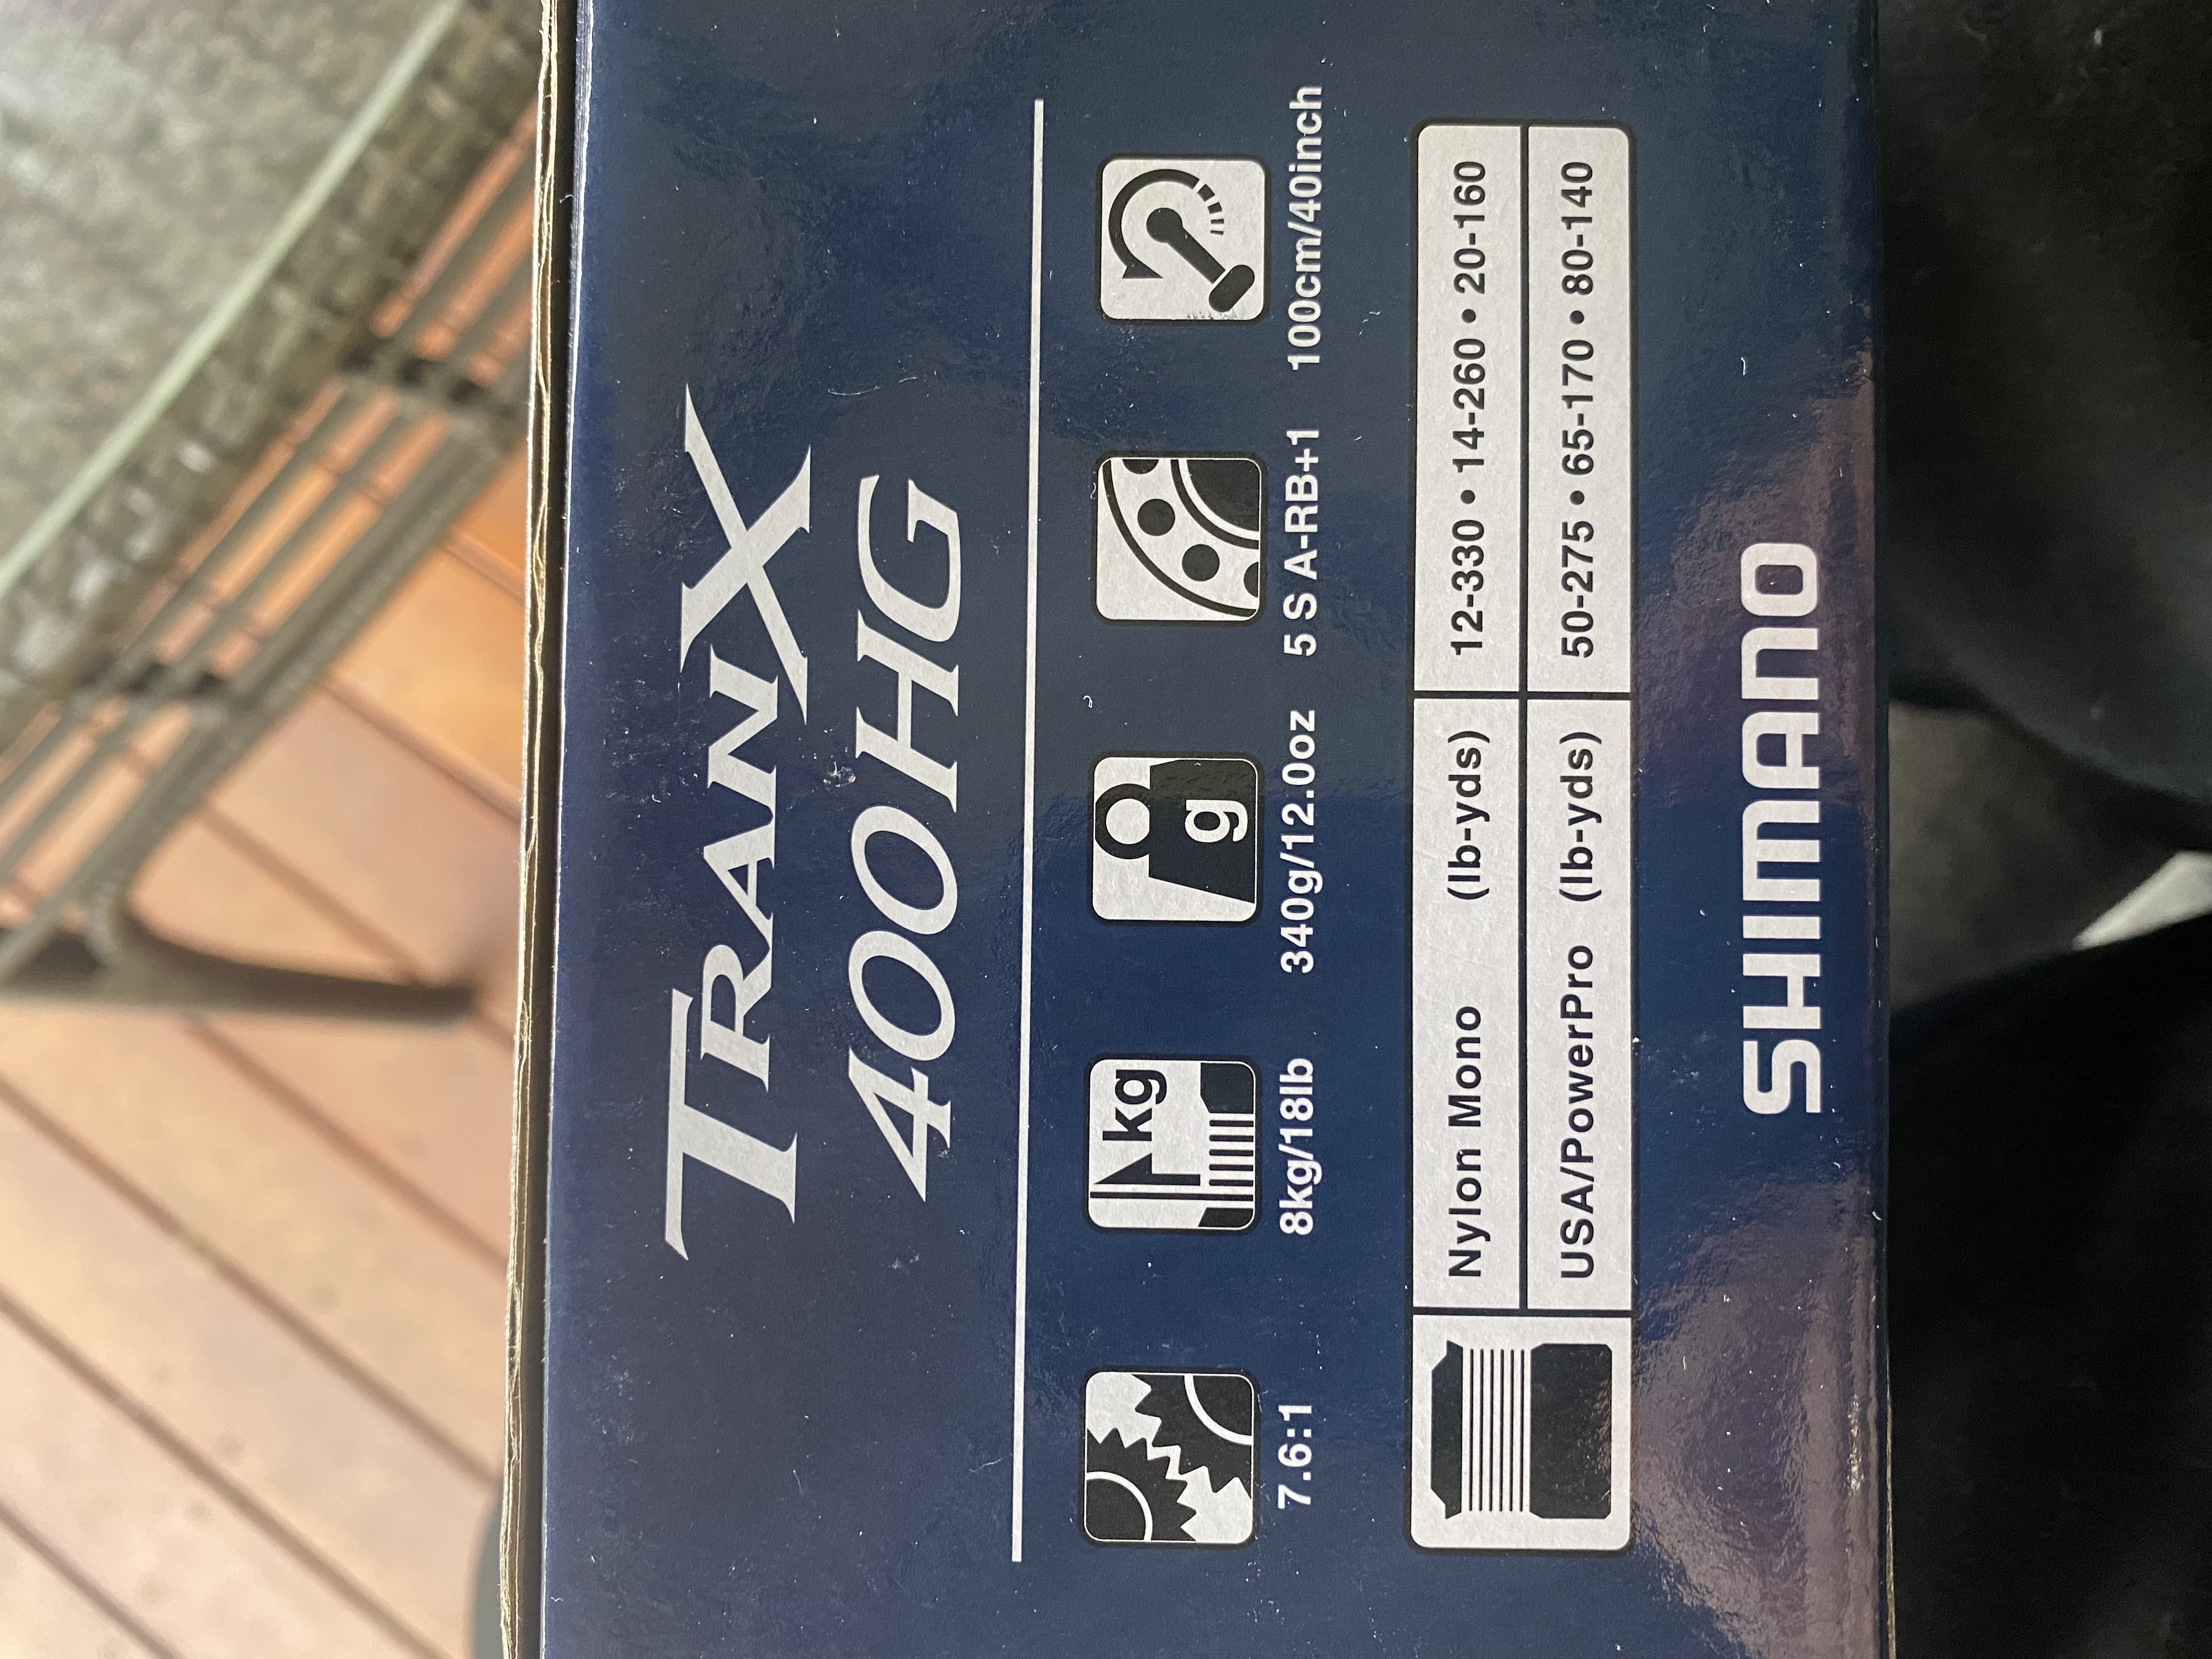 TRANX
400HG
kg
g
7.6:1
8kg/18lb
340g/12.0oz
5 S A-RB+1
100cm/40inch
Nylon Mono (lb-yds) 12-330 • 14-260 • 20-160
USA/PowerPro (lb-yds) 50-275 • 65-170 • 80-140
SHIMANO